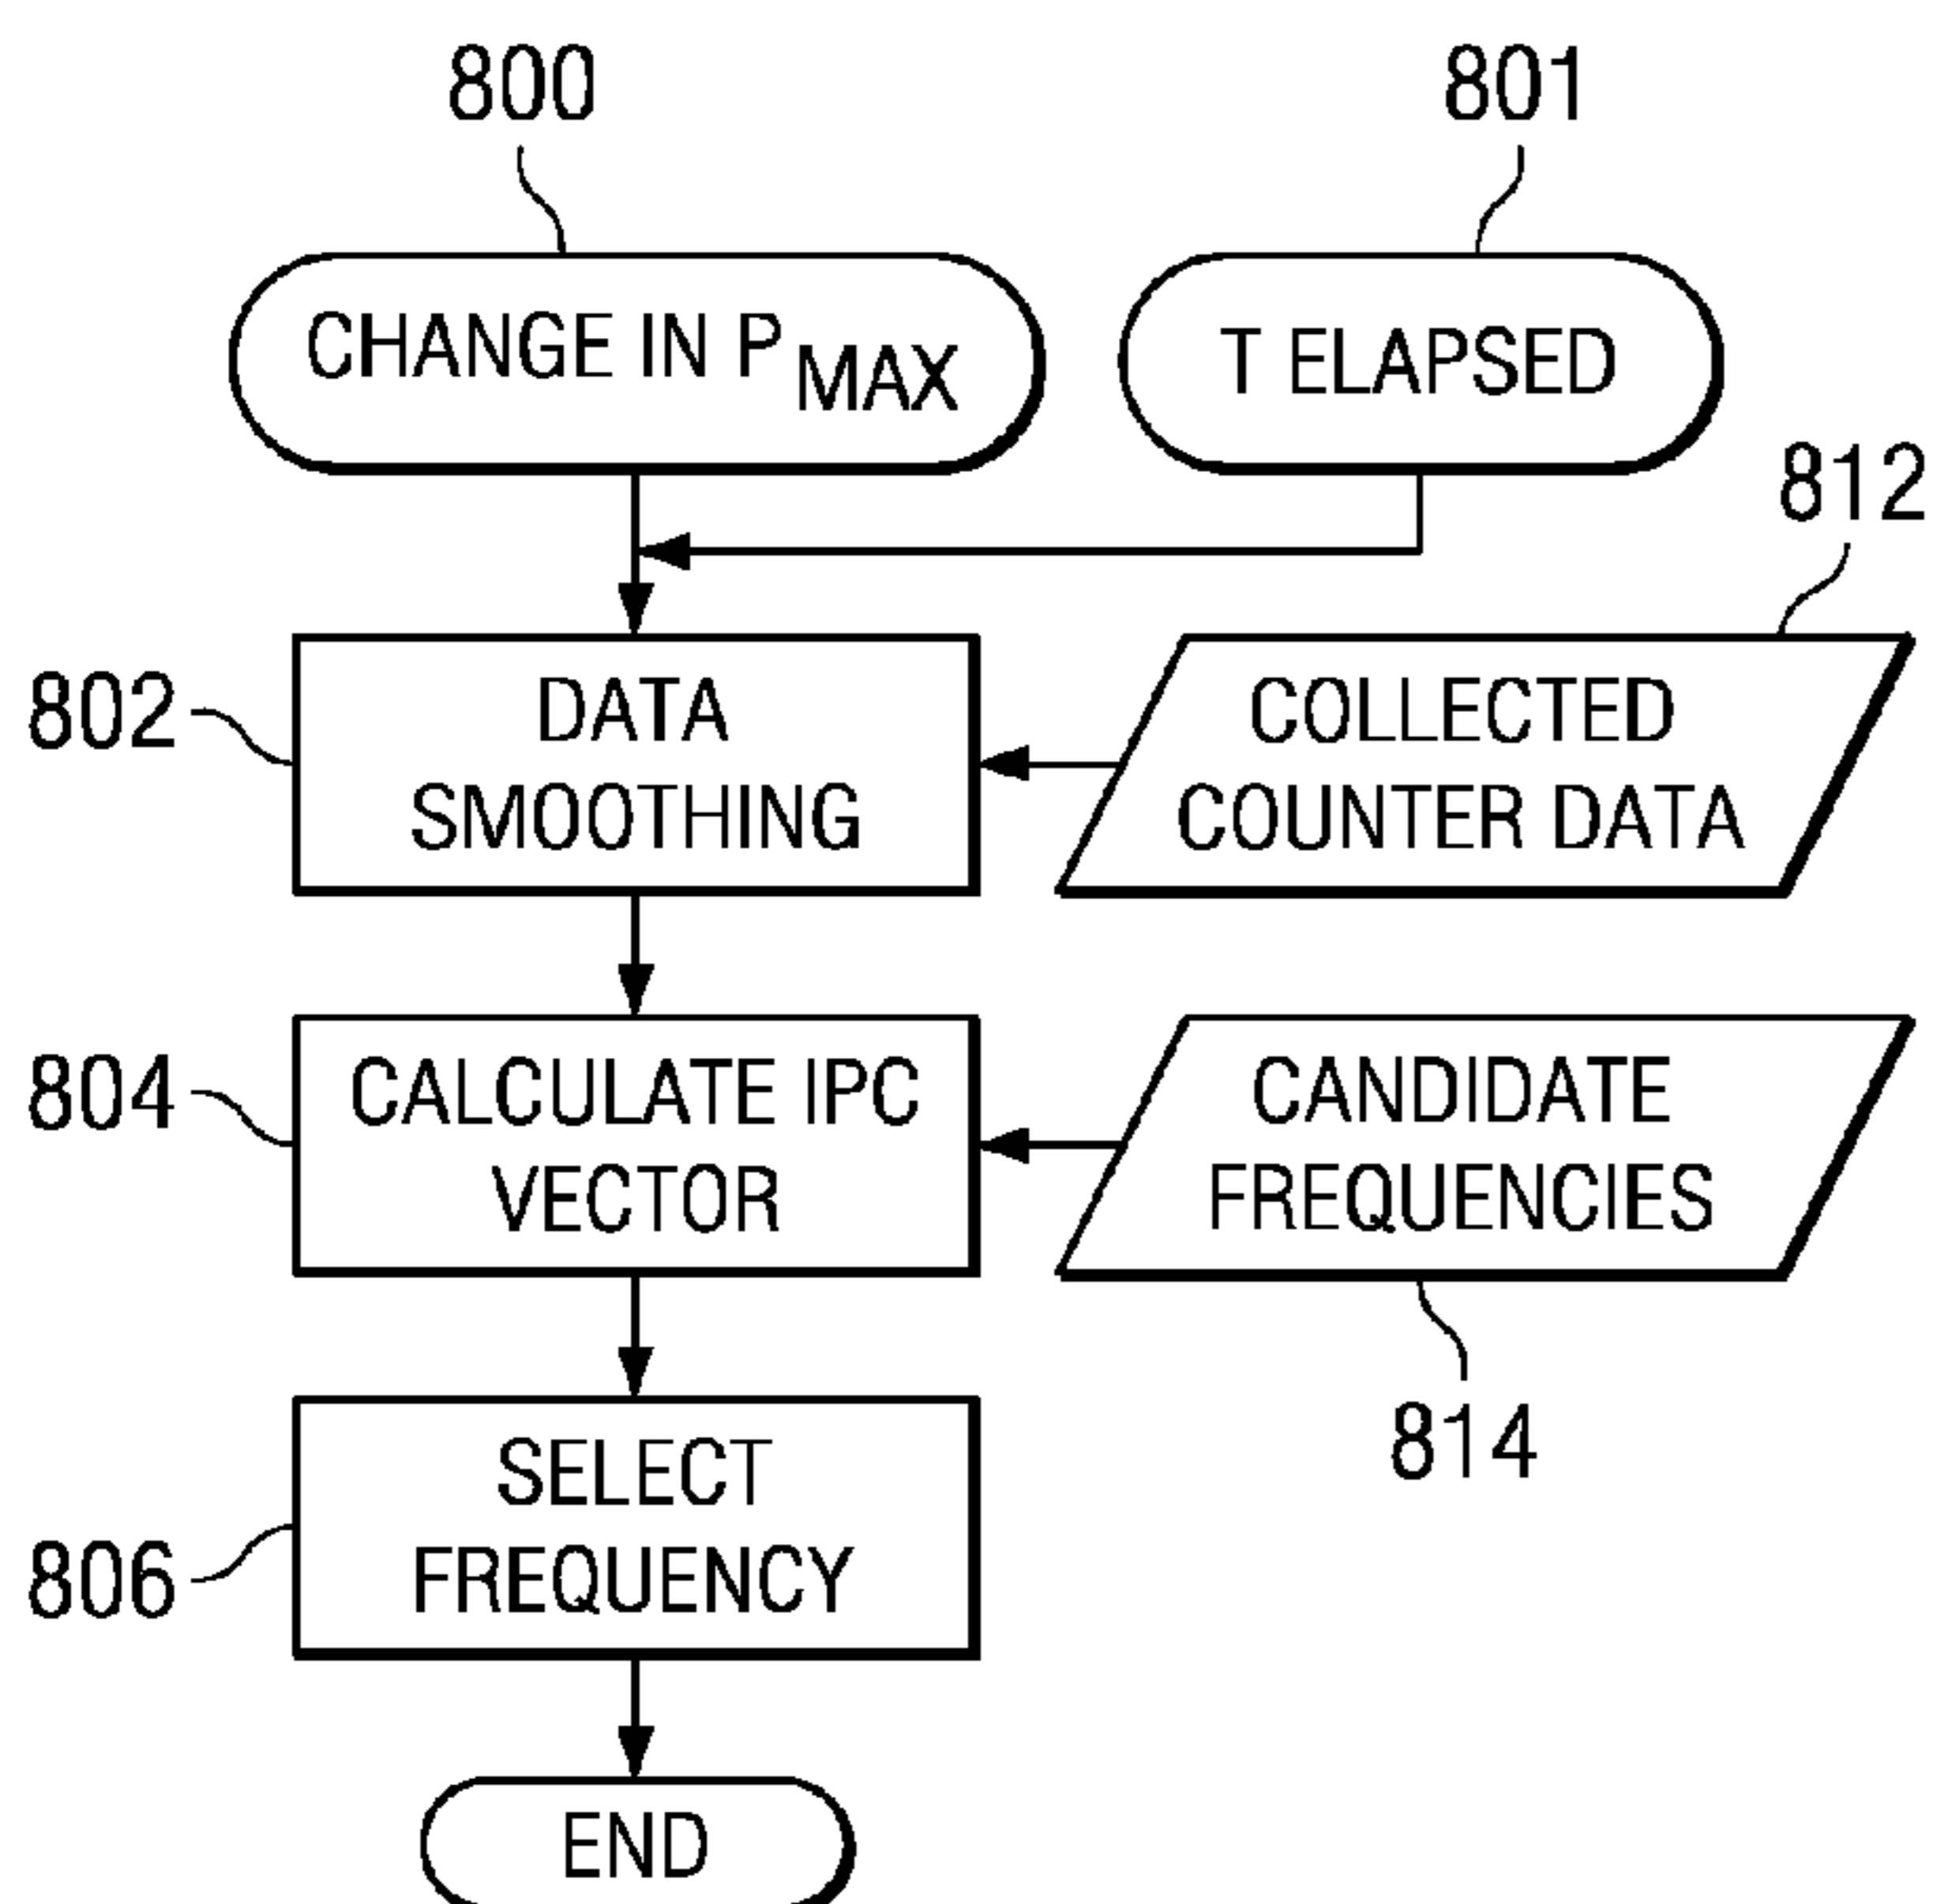 800
801
CHANGE IN PMAX
T ELAPSED
812
802
DATA
SMOOTHING
COLLECTED
COUNTER DATA
804
CALCULATE IPC
VECTOR
CANDIDATE
FREQUENCIES
814
806
SELECT
FREQUENCY
END